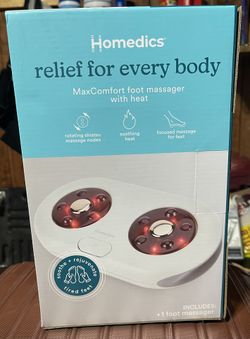 Homedics
relief for every body
MaxComfort foot massager
with heat
rotating shiatsu
massage nodes
soothing
heat
focused massage
for feet
soothe + rejuvenate
tired feet
INCLUDES:
• 1 foot massager